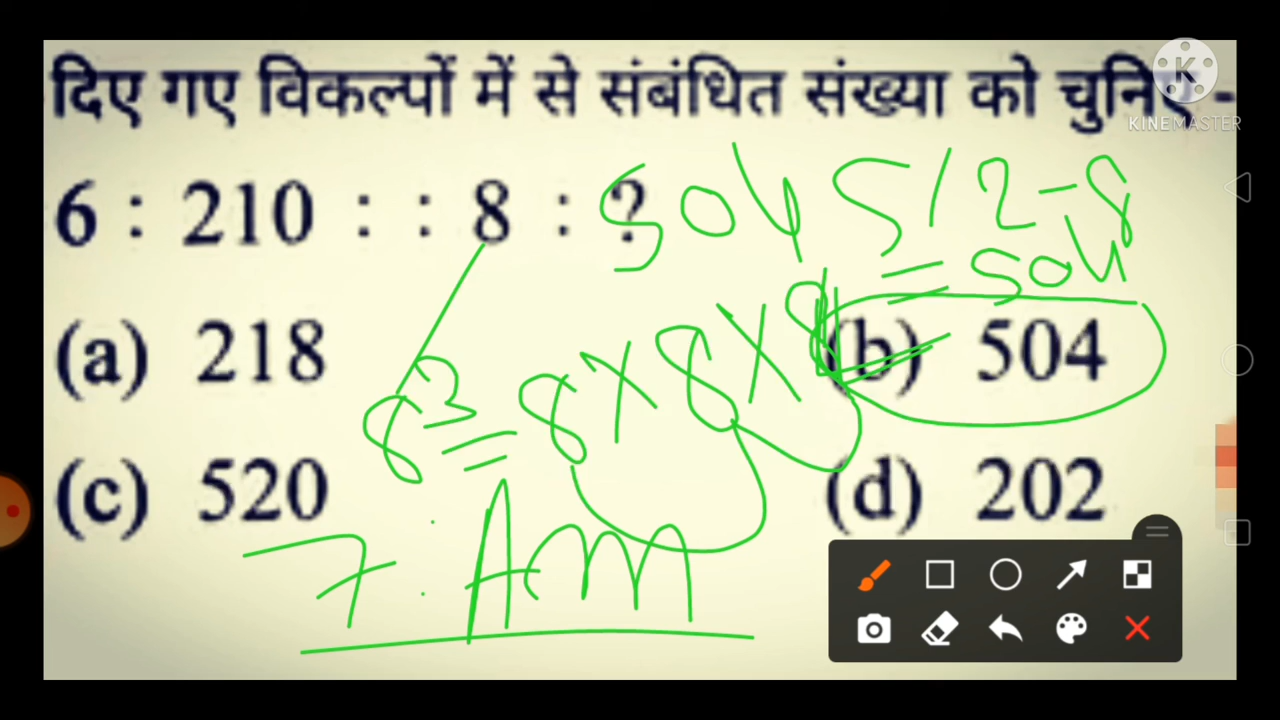 दिए गए विकल्पों में से संबंधित संख्या को चुनिए -
KINEMASTER
6 : 210 : : 8 : ?
504 512-8
= 504
(a) 218
(b) 504
8³ = 8×8×8
(c) 520
(d) 202
7. Am